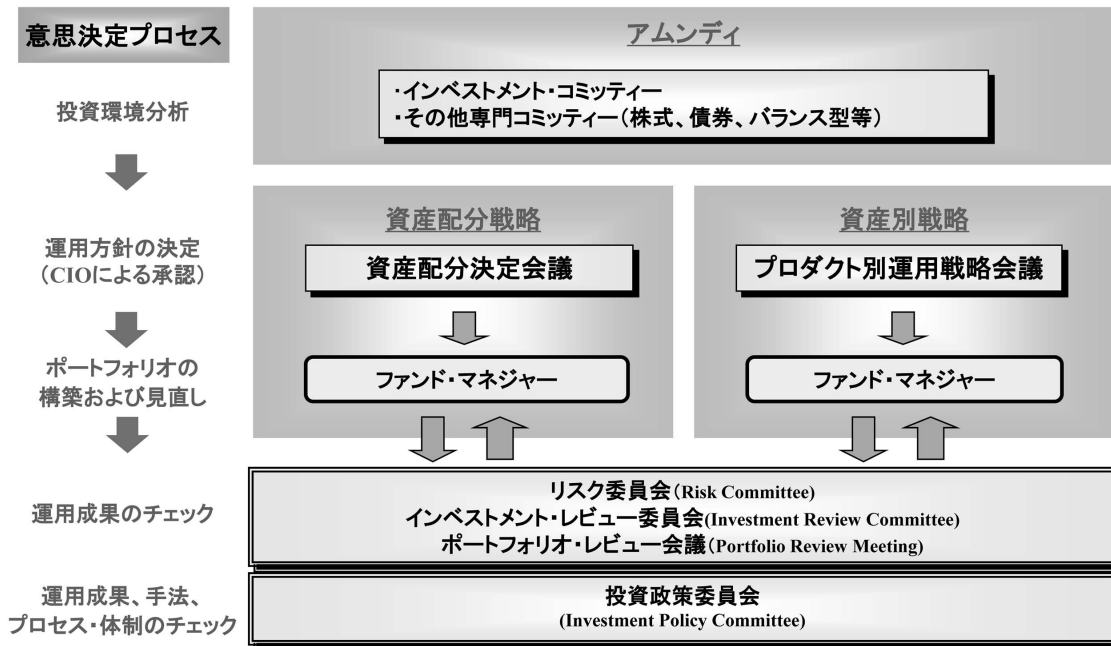 意思決定プロセス
アムンディ
・インベストメント・コミッティー
・その他専門コミッティー（株式、債券、バランス型等）
投資環境分析
運用方針の決定
（CIOによる承認）
資産配分戦略
資産配分決定会議
ファンド・マネジャー
資産別戦略
プロダクト別運用戦略会議
ファンド・マネジャー
ポートフォリオの
構築および見直し
運用成果のチェック
リスク委員会（Risk Committee）
インベストメント・レビュー委員会(Investment Review Committee)
ポートフォリオ・レビュー会議（Portfolio Review Meeting）
運用成果、手法、
プロセス・体制のチェック
投資政策委員会
(Investment Policy Committee)